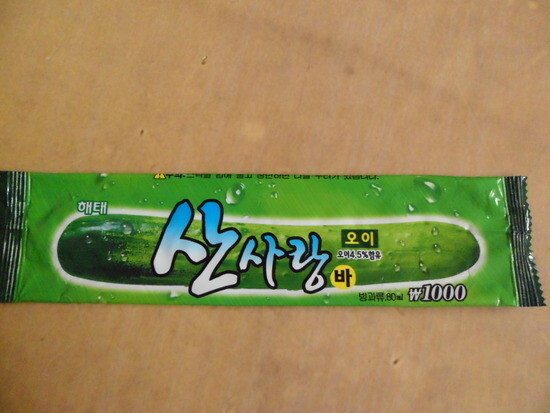 해태
산사랑
오이
오이4.5%함유
바
빙과류.80ml ₩1000